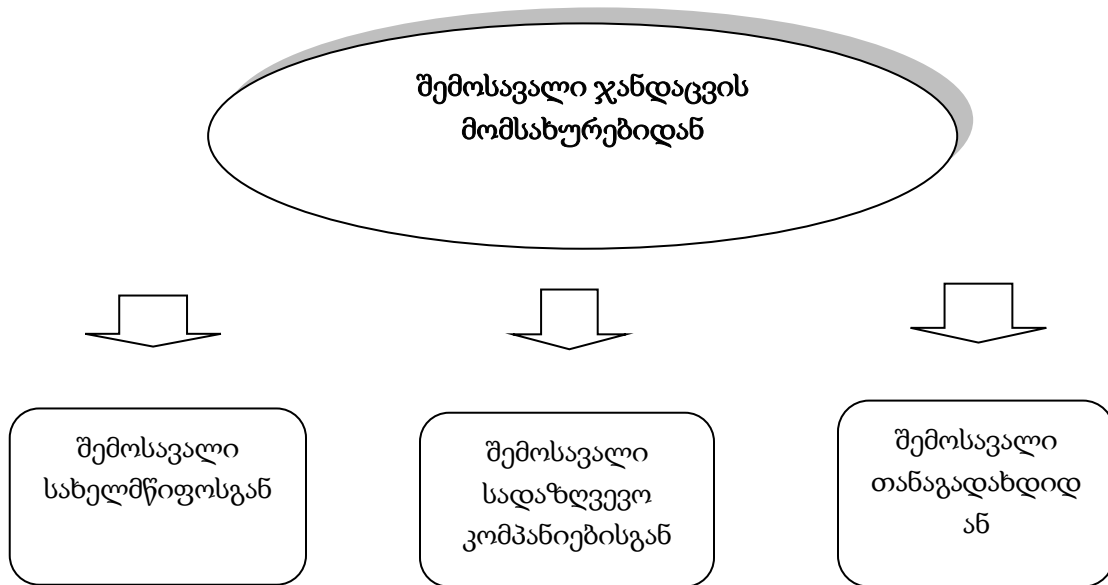 შემოსავალი ჯანდაცვის
მომსახურებიდან
შემოსავალი
სახელმწიფოსგან
შემოსავალი
სადაზღვევო
კომპანიებისგან
შემოსავალი
თანაგადახდიდ
ან